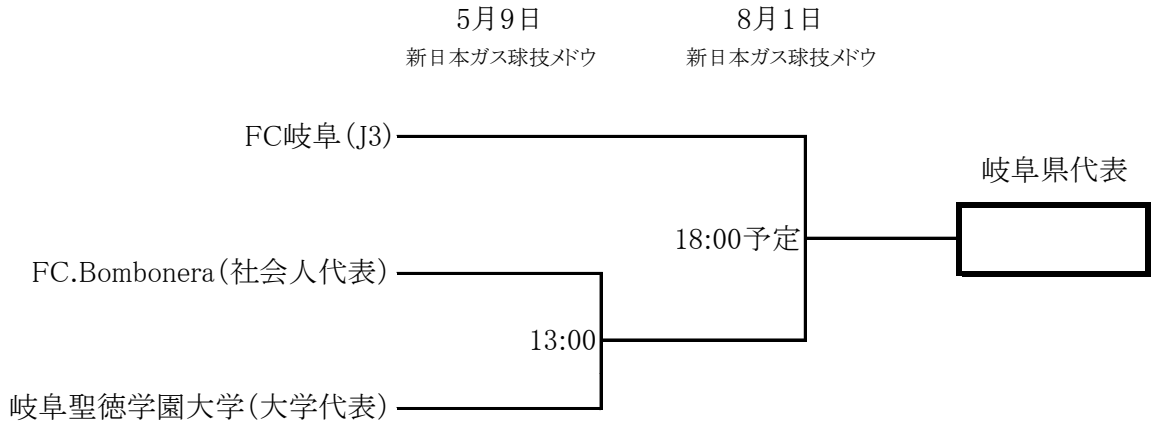 5月9日
8月1日
新日本ガス球技メドウ
新日本ガス球技メドウ
FC岐阜(J3)
岐阜県代表
18:00予定
FC.Bombonera(社会人代表)
13:00
岐阜聖徳学園大学(大学代表)